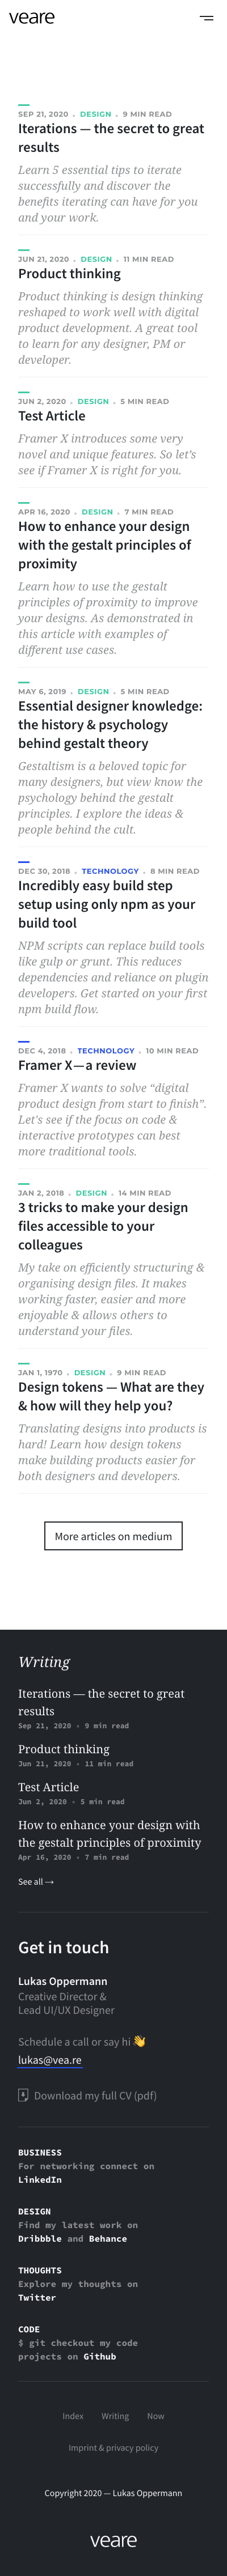 veare
SEP 21, 2020 • DESIGN • 9 MIN READ
Iterations — the secret to great
results
Learn 5 essential tips to iterate
successfully and discover the
benefits iterating can have for you
and your work.
JUN 21, 2020 • DESIGN • 11 MIN READ
Product thinking
Product thinking is design thinking
reshaped to work well with digital
product development. A great tool
to learn for any designer, PM or
developer.
JUN 2, 2020 • DESIGN • 5 MIN READ
Test Article
Framer X introduces some very
novel and unique features. So let's
see if Framer X is right for you.
APR 16, 2020 • DESIGN • 7 MIN READ
How to enhance your design
with the gestalt principles of
proximity
Learn how to use the gestalt
principles of proximity to improve
your designs. As demonstrated in
this article with examples of
different use cases.
MAY 6, 2019 • DESIGN • 5 MIN READ
Essential designer knowledge:
the history & psychology
behind gestalt theory
Gestaltism is a beloved topic for
many designers, but view know the
psychology behind the gestalt
principles. I explore the ideas &
people behind the cult.
DEC 30, 2018 • TECHNOLOGY • 8 MIN READ
Incredibly easy build step
setup using only npm as your
build tool
NPM scripts can replace build tools
like gulp or grunt. This reduces
dependencies and reliance on plugin
developers. Get started on your first
npm build flow.
DEC 4, 2018 • TECHNOLOGY • 10 MIN READ
Framer X—a review
Framer X wants to solve “digital
product design from start to finish”.
Let's see if the focus on code &
interactive prototypes can best
more traditional tools.
JAN 2, 2018 • DESIGN • 14 MIN READ
3 tricks to make your design
files accessible to your
colleagues
My take on efficiently structuring &
organising design files. It makes
working faster, easier and more
enjoyable & allows others to
understand your files.
JAN 1, 1970 • DESIGN • 9 MIN READ
Design tokens — What are they
& how will they help you?
Translating designs into products is
hard! Learn how design tokens
make building products easier for
both designers and developers.
More articles on medium
Writing
Iterations — the secret to great
results
Sep 21, 2020 • 9 min read
Product thinking
Jun 21, 2020 • 11 min read
Test Article
Jun 2, 2020 • 5 min read
How to enhance your design with
the gestalt principles of proximity
Apr 16, 2020 • 7 min read
See all →
Get in touch
Lukas Oppermann
Creative Director &
Lead UI/UX Designer
Schedule a call or say hi 👋
lukas@vea.re
Download my full CV (pdf)
BUSINESS
For networking connect on
LinkedIn
DESIGN
Find my latest work on
Dribbble and Behance
THOUGHTS
Explore my thoughts on
Twitter
CODE
$ git checkout my code
projects on Github
Index Writing Now
Imprint & privacy policy
Copyright 2020 — Lukas Oppermann
veare